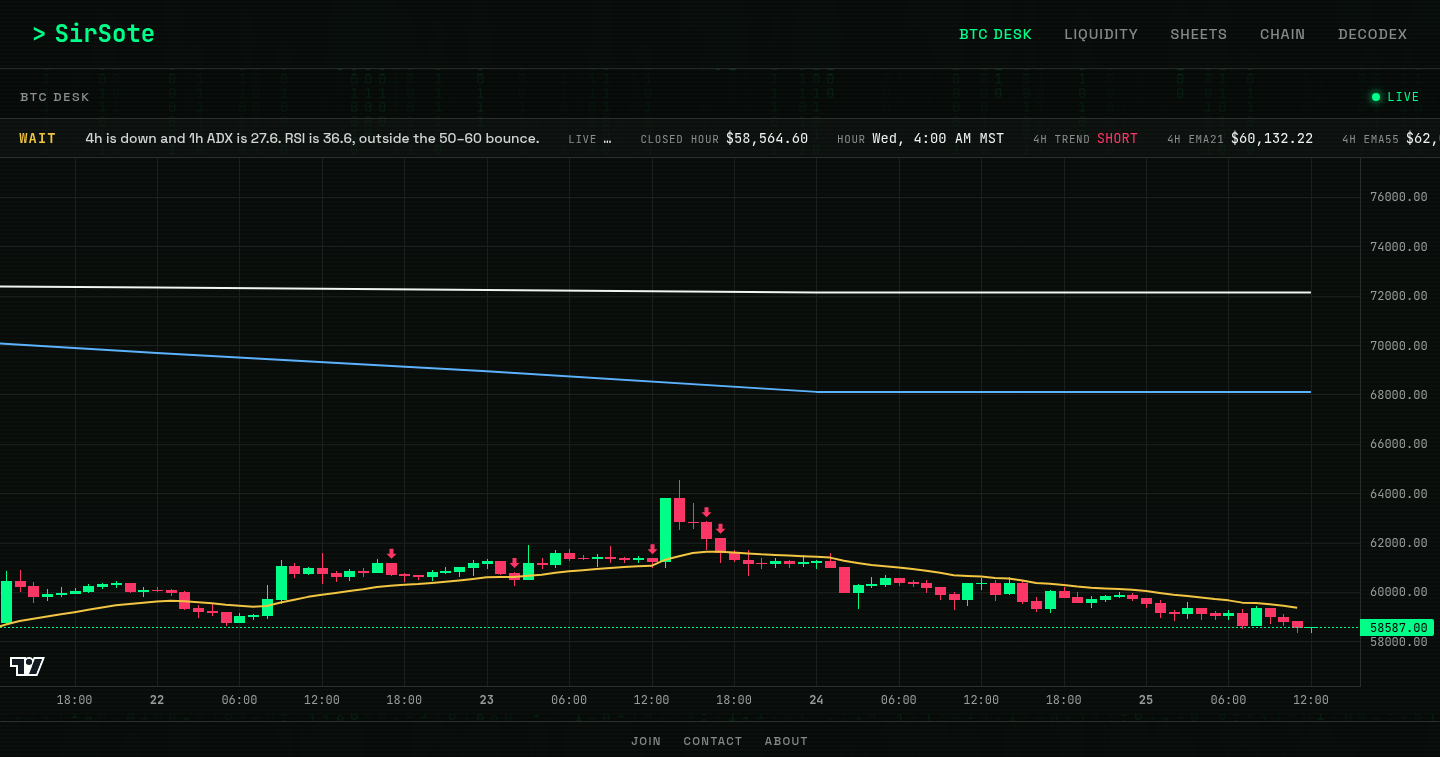 > SirSote
BTC DESK LIQUIDITY SHEETS CHAIN DECODEX
BTC DESK
LIVE
WAIT 4h is down and 1h ADX is 27.6. RSI is 36.6, outside the 50–60 bounce. LIVE … CLOSED HOUR $58,564.60 HOUR Wed, 4:00 AM MST 4H TREND SHORT 4H EMA21 $60,132.22 4H EMA55 $62,
76000.00
74000.00
72000.00
70000.00
68000.00
66000.00
64000.00
62000.00
60000.00
58587.00
58000.00
18:00 22 06:00 12:00 18:00 23 06:00 12:00 18:00 24 06:00 12:00 18:00 25 06:00 12:00
JOIN CONTACT ABOUT